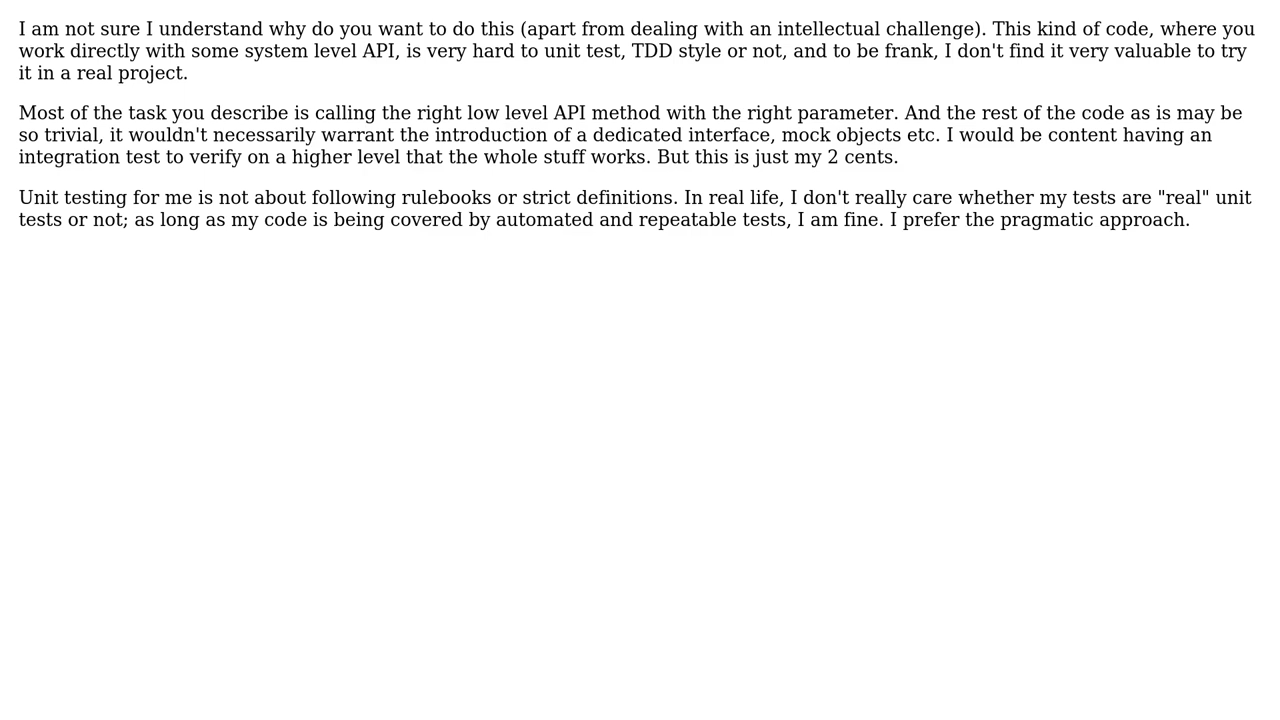 I am not sure I understand why do you want to do this (apart from dealing with an intellectual challenge). This kind of code, where you
work directly with some system level API, is very hard to unit test, TDD style or not, and to be frank, I don't find it very valuable to try
it in a real project.
Most of the task you describe is calling the right low level API method with the right parameter. And the rest of the code as is may be
so trivial, it wouldn't necessarily warrant the introduction of a dedicated interface, mock objects etc. I would be content having an
integration test to verify on a higher level that the whole stuff works. But this is just my 2 cents.
Unit testing for me is not about following rulebooks or strict definitions. In real life, I don't really care whether my tests are "real" unit
tests or not; as long as my code is being covered by automated and repeatable tests, I am fine. I prefer the pragmatic approach.